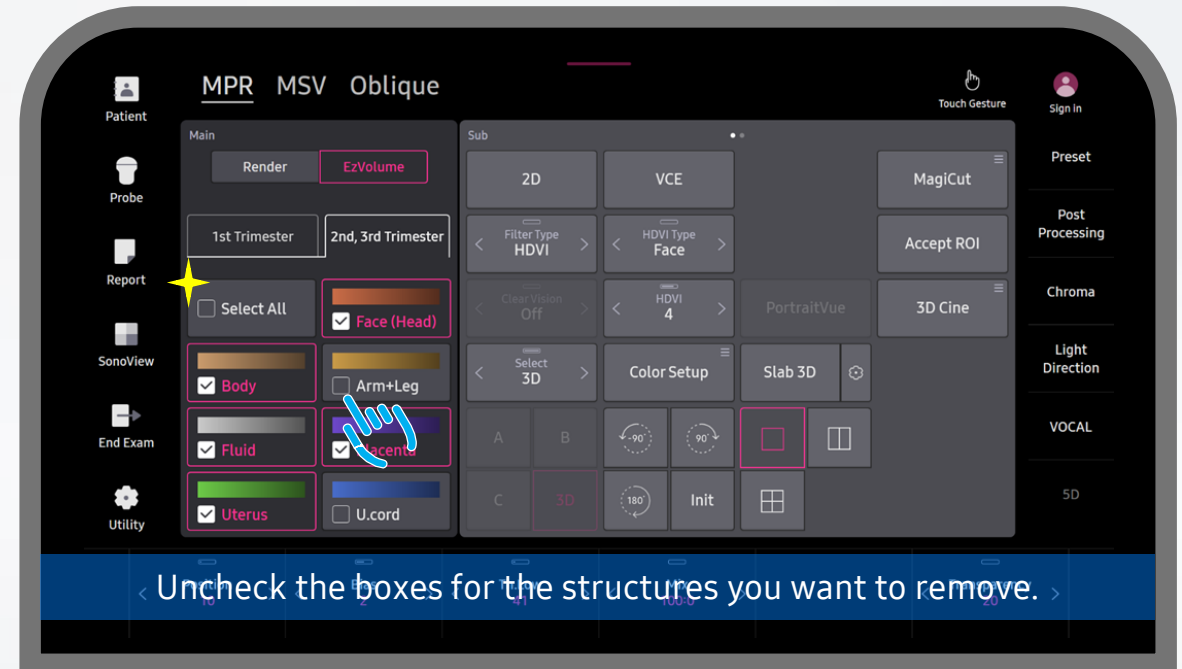 MPR MSV Oblique
Touch Gesture
Sign in
Patient
Probe
Report
SonoView
End Exam
Utility
Main
Render
EzVolume
1st Trimester
2nd, 3rd Trimester
Select All
Face (Head)
Body
Arm+Leg
Fluid
Uterus
U.cord
Sub
2D
VCE
MagiCut
Filter Type
HDVI
HDVI Type
Face
Accept ROI
Clear Vision
Off
HDVI
4
PortraitVue
3D Cine
Select
3D
Color Setup
Slab 3D
A
B
-90°
90°
C
3D
180°
Init
Preset
Post
Processing
Chroma
Light
Direction
VOCAL
5D
Uncheck the boxes for the structures you want to remove.